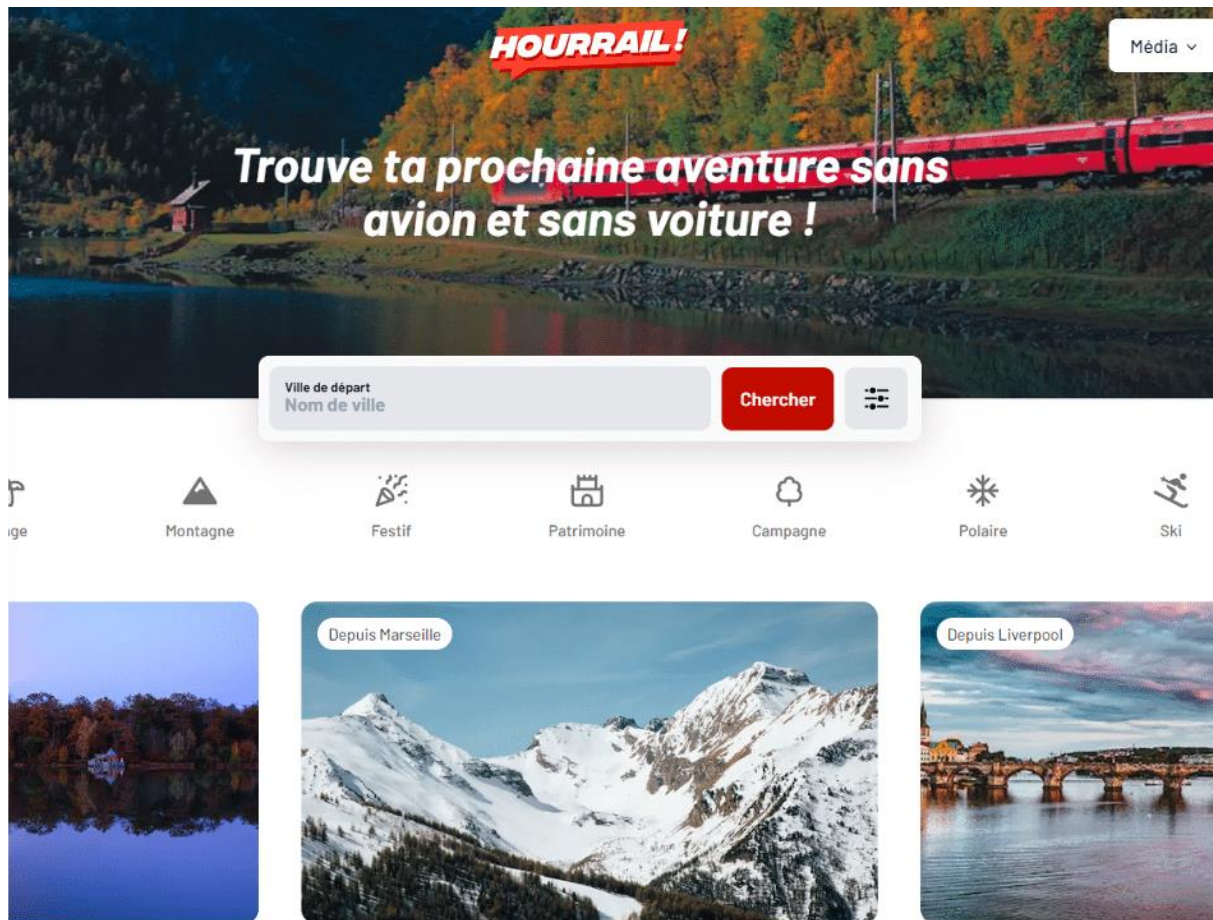 HOURRAIL !
Média
Trouve ta prochaine aventure sans
avion et sans voiture !
Ville de départ
Nom de ville
Chercher
Montagne
Festif
Patrimoine
Campagne
Polaire
Ski
Depuis Marseille
Depuis Liverpool